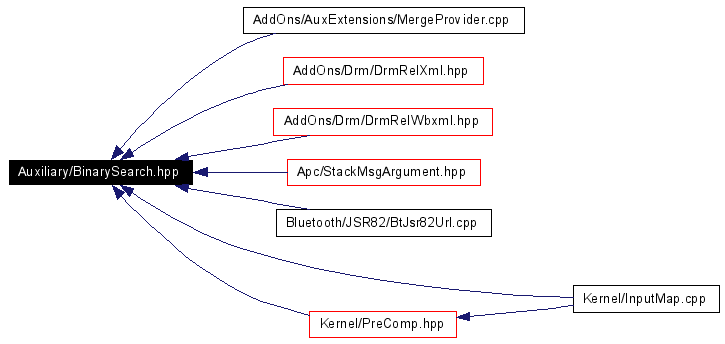 AddOns/AuxExtensions/MergeProvider.cpp
AddOns/Drm/DrmRelXml.hpp
AddOns/Drm/DrmRelWbxml.hpp
Auxiliary/BinarySearch.hpp
Apc/StackMsgArgument.hpp
Bluetooth/JSR82/BtJsr82Url.cpp
Kernel/InputMap.cpp
Kernel/PreComp.hpp